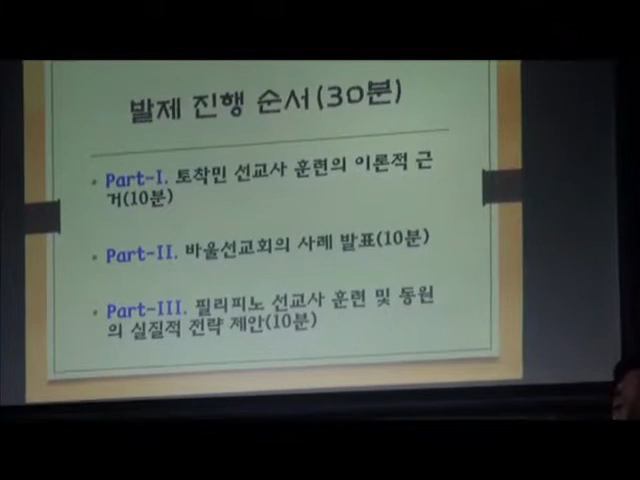 발제 진행 순서(30분)
• Part-I. 토착민 선교사 훈련의 이론적 근
거(10분)
• Part-II. 바울선교회의 사례 발표(10분)
• Part-III. 필리피노 선교사 훈련 및 동원
의 실질적 전략 제안(10분)